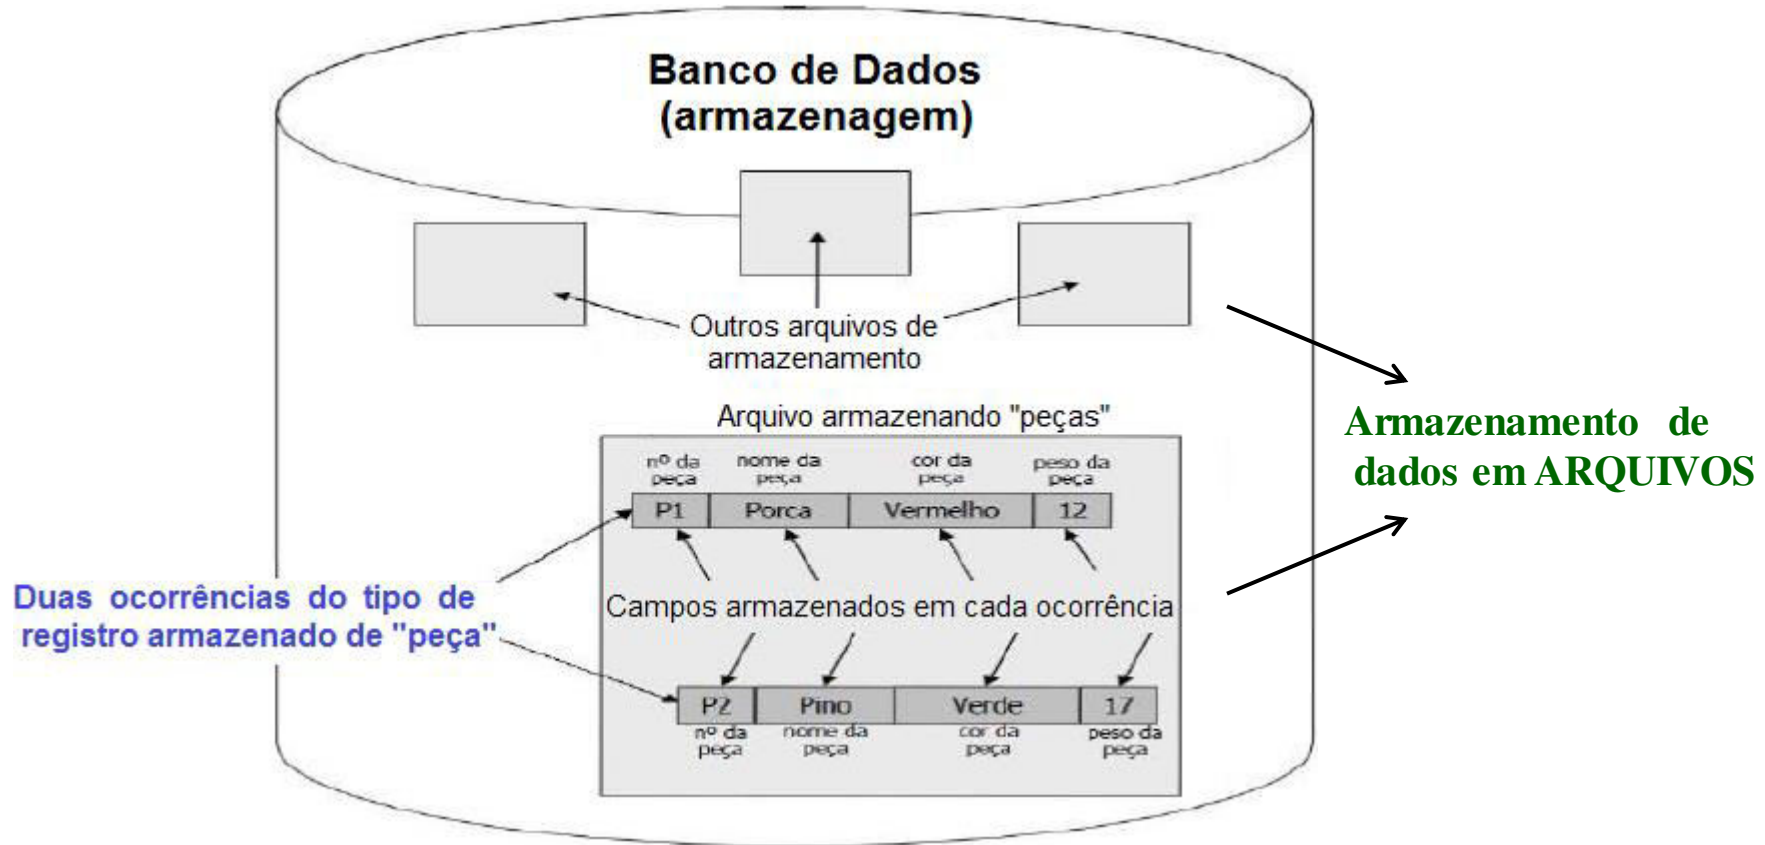 Banco de Dados
(armazenagem)
Outros arquivos de
armazenamento
Arquivo armazenando "peças"
nº da
peça
nome da
peça
cor da
peça
peso da
peça
P1 Porca Vermelho 12
Armazenamento de
dados em ARQUIVOS
Duas ocorrências do tipo de
registro armazenado de "peça"
Campos armazenados em cada ocorrência
P2 Pino Verde 17
nº da
peça
nome da
peça
cor da
peça
peso da
peça